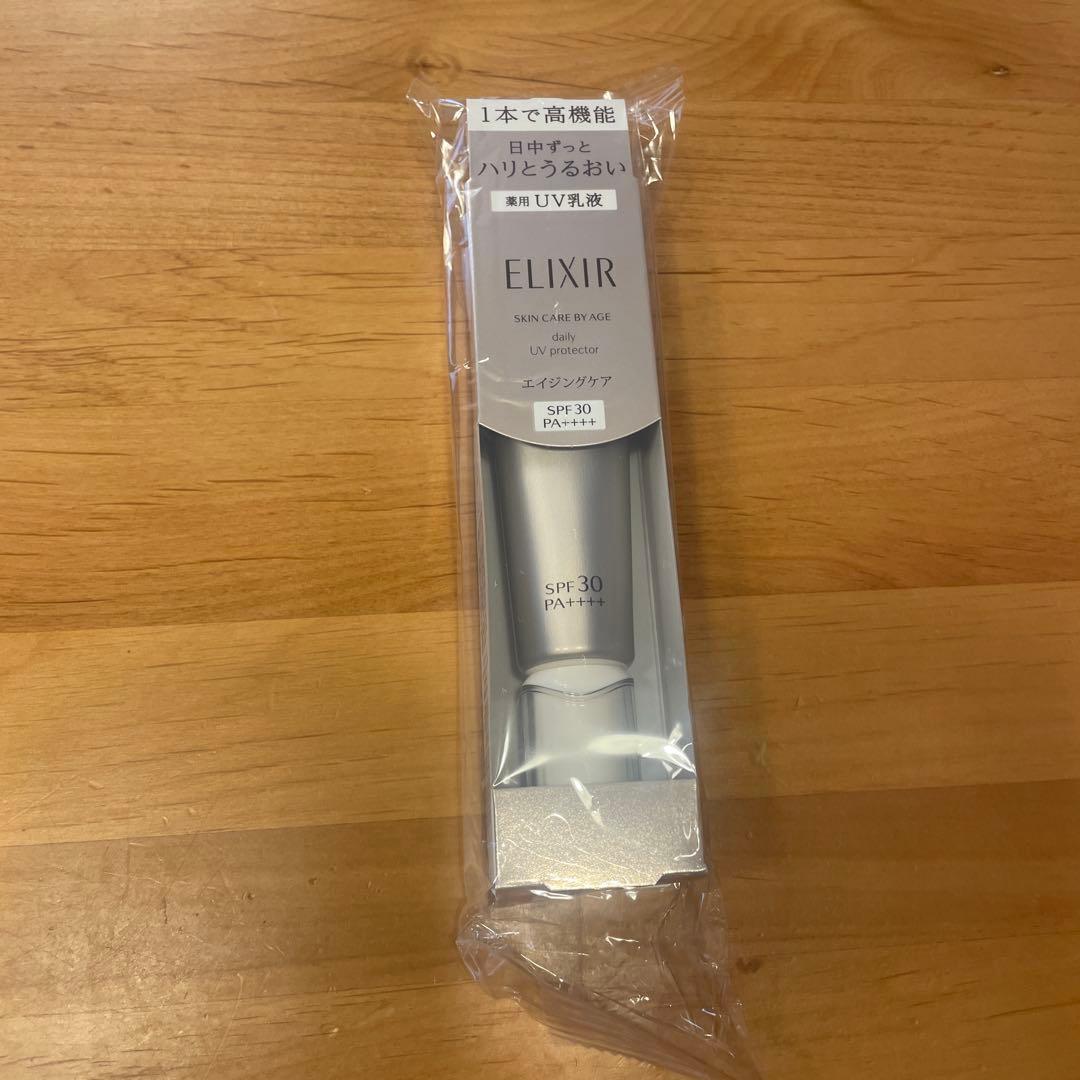 1本で高機能
日中ずっと
ハリとうるおい
薬用 UV乳液
ELIXIR
SKIN CARE BY AGE
daily
UV protector
エイジングケア
SPF30
PA++++
SPF30
PA++++